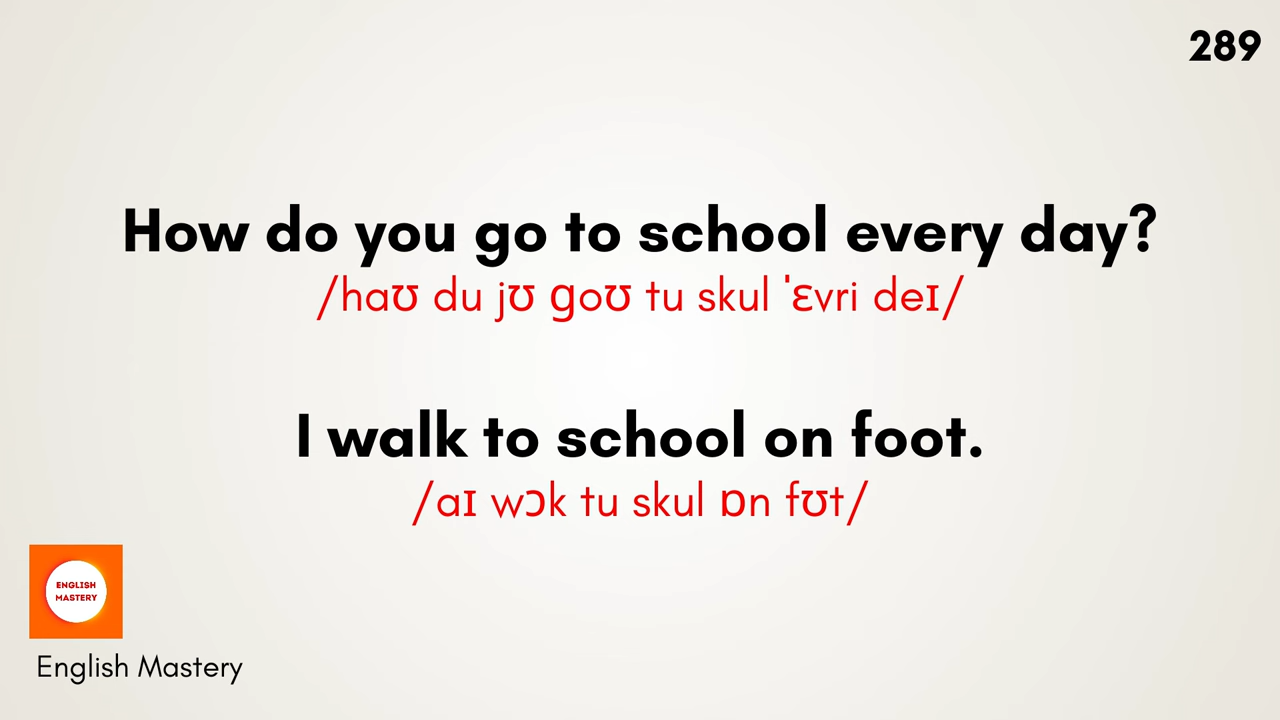 289
How do you go to school every day?
/haʊ du jʊ ɡoʊ tu skul ˈɛvri deɪ/
I walk to school on foot.
/aɪ wɔk tu skul ɒn fʊt/
ENGLISH
MASTERY
English Mastery